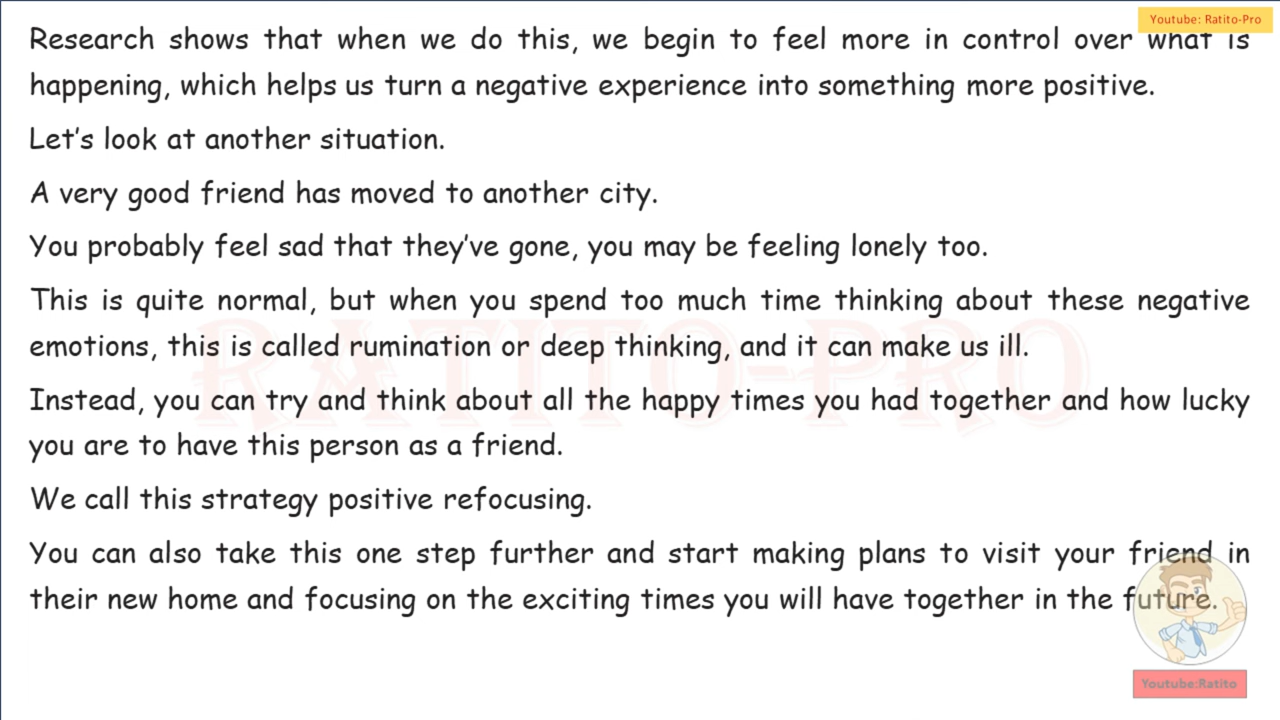 Youtube: Ratito-Pro
Research shows that when we do this, we begin to feel more in control over what is
happening, which helps us turn a negative experience into something more positive.
Let's look at another situation.
A very good friend has moved to another city.
You probably feel sad that they've gone, you may be feeling lonely too.
This is quite normal, but when you spend too much time thinking about these negative
emotions, this is called rumination or deep thinking, and it can make us ill.
RATITO-PRO
Instead, you can try and think about all the happy times you had together and how lucky
you are to have this person as a friend.
We call this strategy positive refocusing.
You can also take this one step further and start making plans to visit your friend in
their new home and focusing on the exciting times you will have together in the future.
Youtube:Ratito